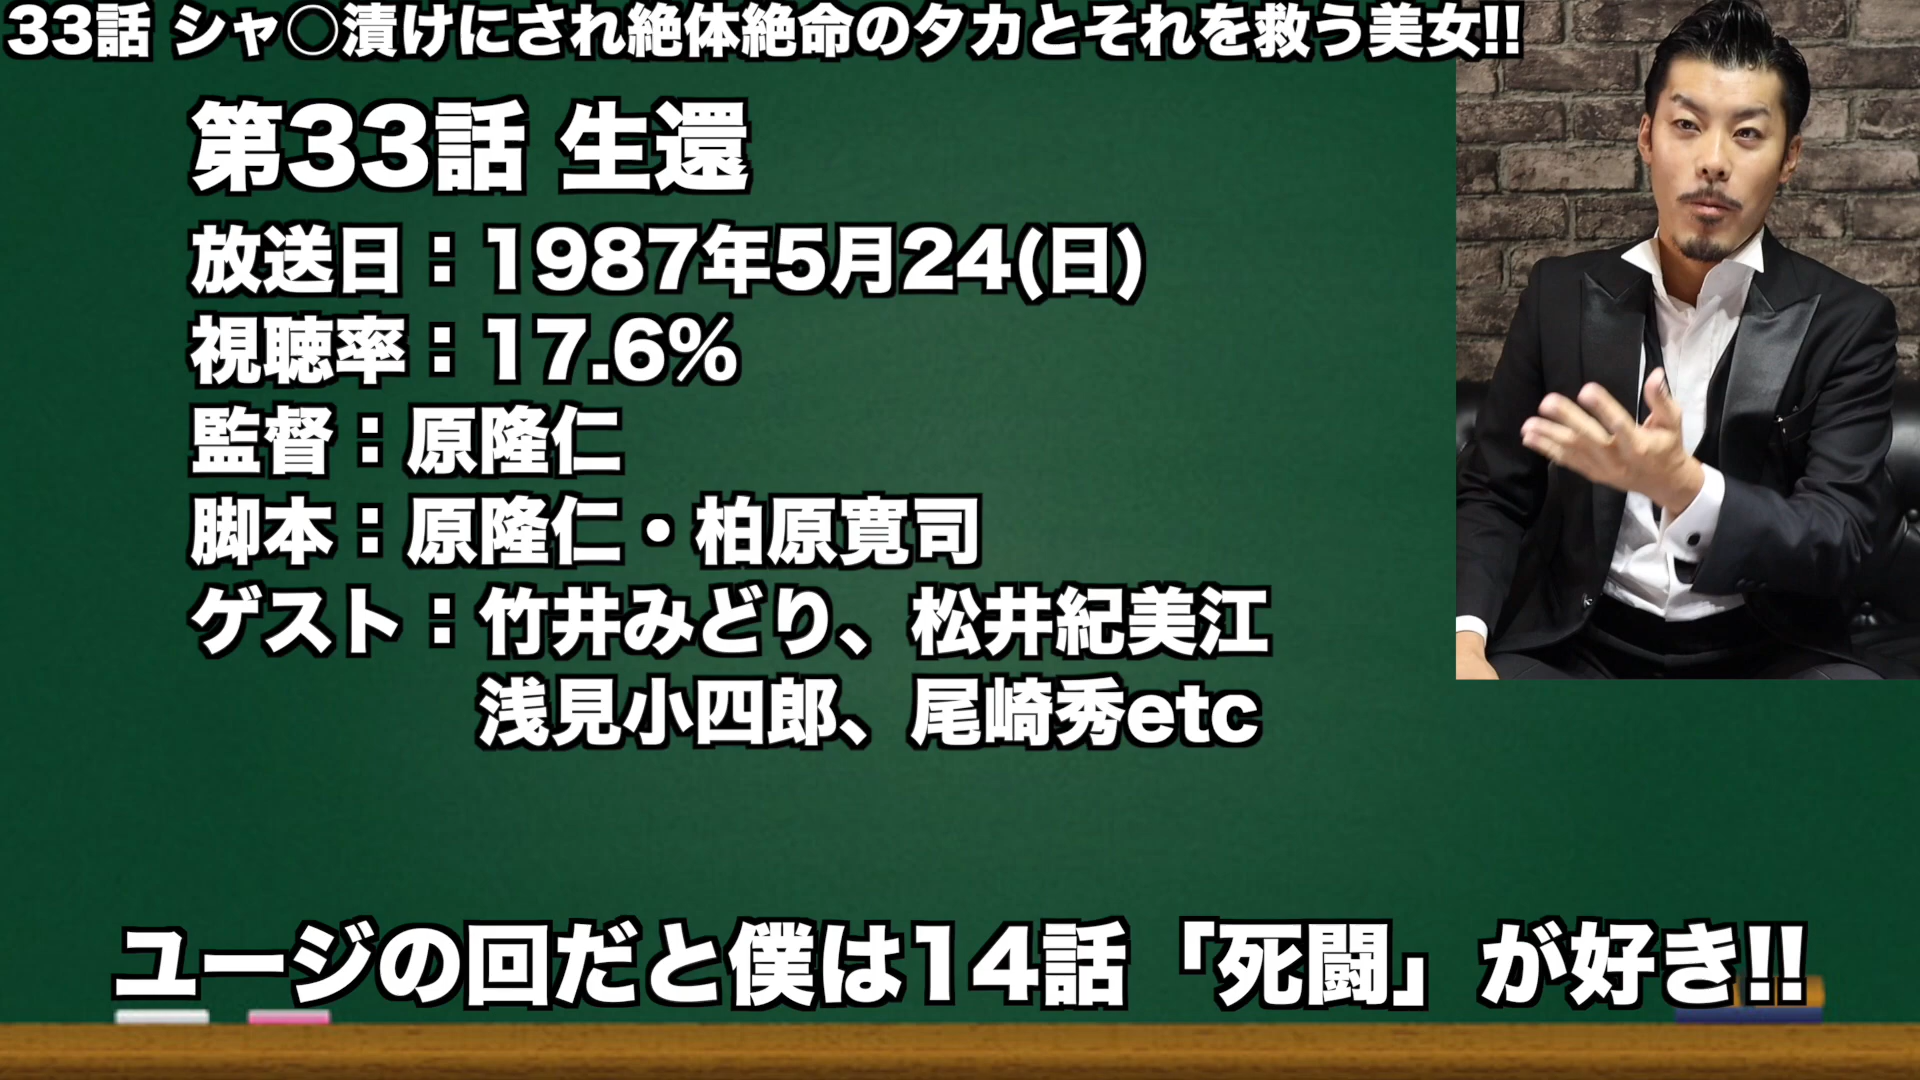 33話 シャ○漬けにされ絶体絶命のタカとそれを救う美女!!
第33話 生還
放送日：1987年5月24(日)
視聴率：17.6%
監督：原隆仁
脚本：原隆仁・柏原寛司
ゲスト：竹井みどり、松井紀美江
浅見小四郎、尾崎秀etc
ユージの回だと僕は14話「死闘」が好き!!